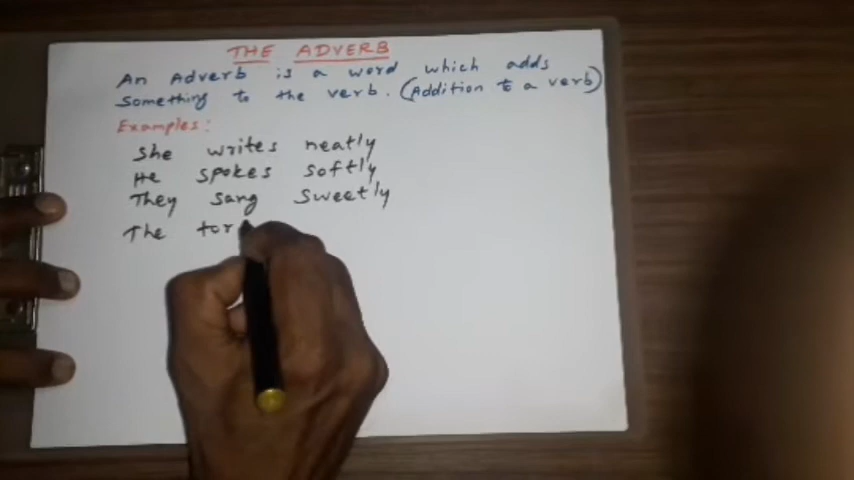 THE ADVERB
An Adverb is a word which adds
something to the verb. (Addition to a verb)
Examples:
She writes neatly
He spokes softly
They sang sweetly
The tor